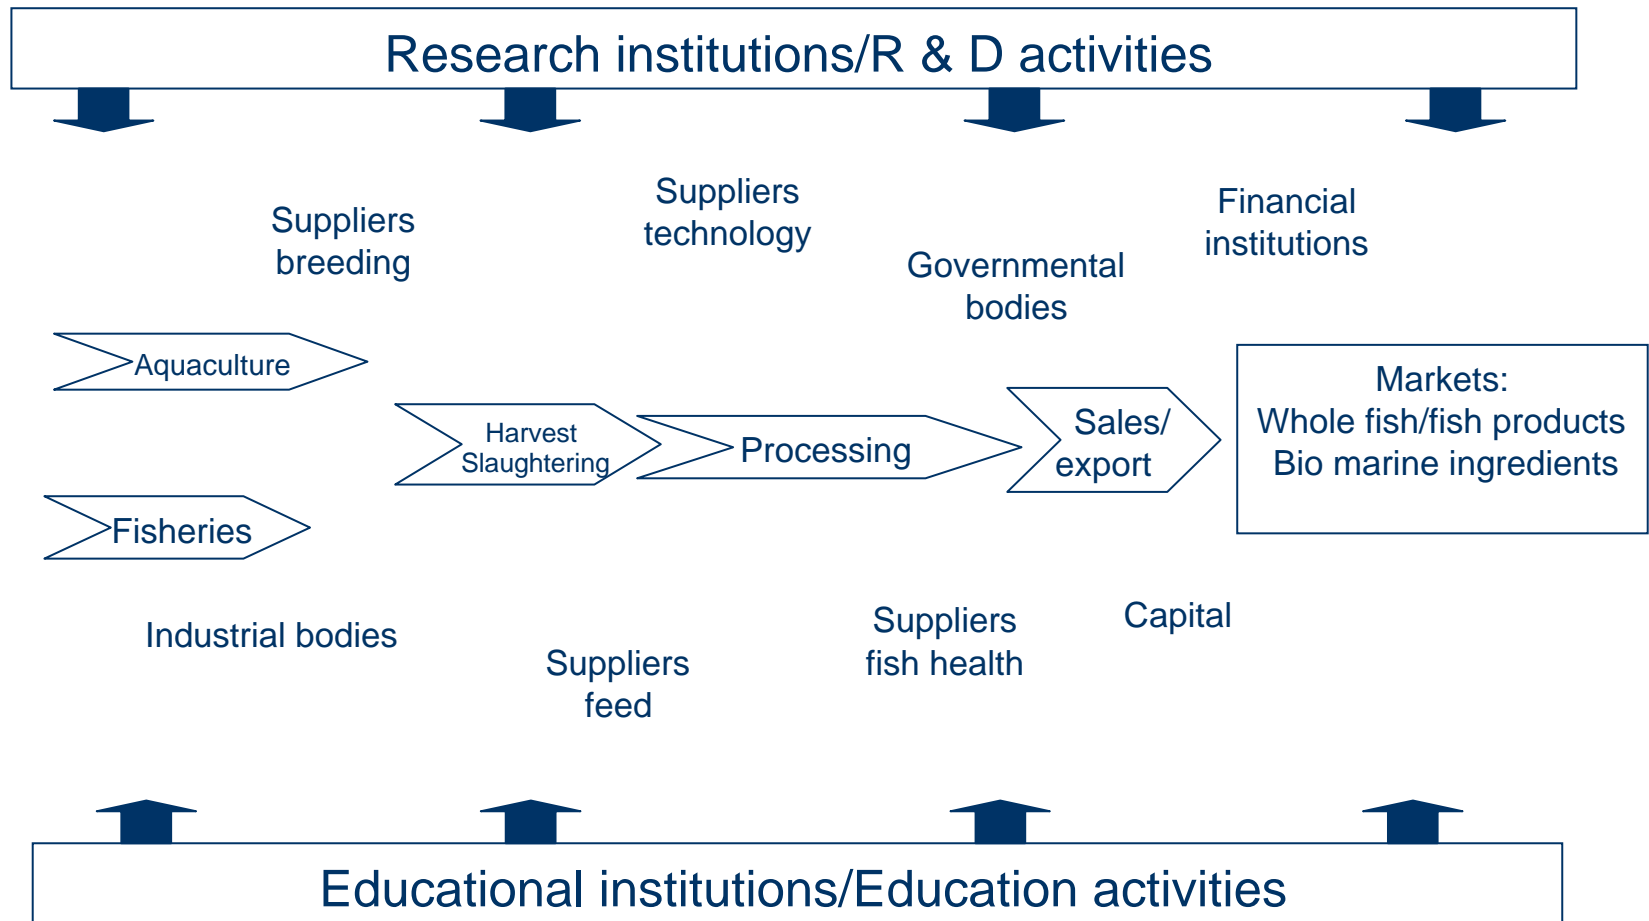 Research institutions/R & D activities
Suppliers
breeding
Suppliers
technology
Governmental
bodies
Financial
institutions
Aquaculture
Fisheries
Harvest
Slaughtering
Processing
Sales/
export
Markets:
Whole fish/fish products
Bio marine ingredients
Industrial bodies
Suppliers
feed
Suppliers
fish health
Capital
Educational institutions/Education activities